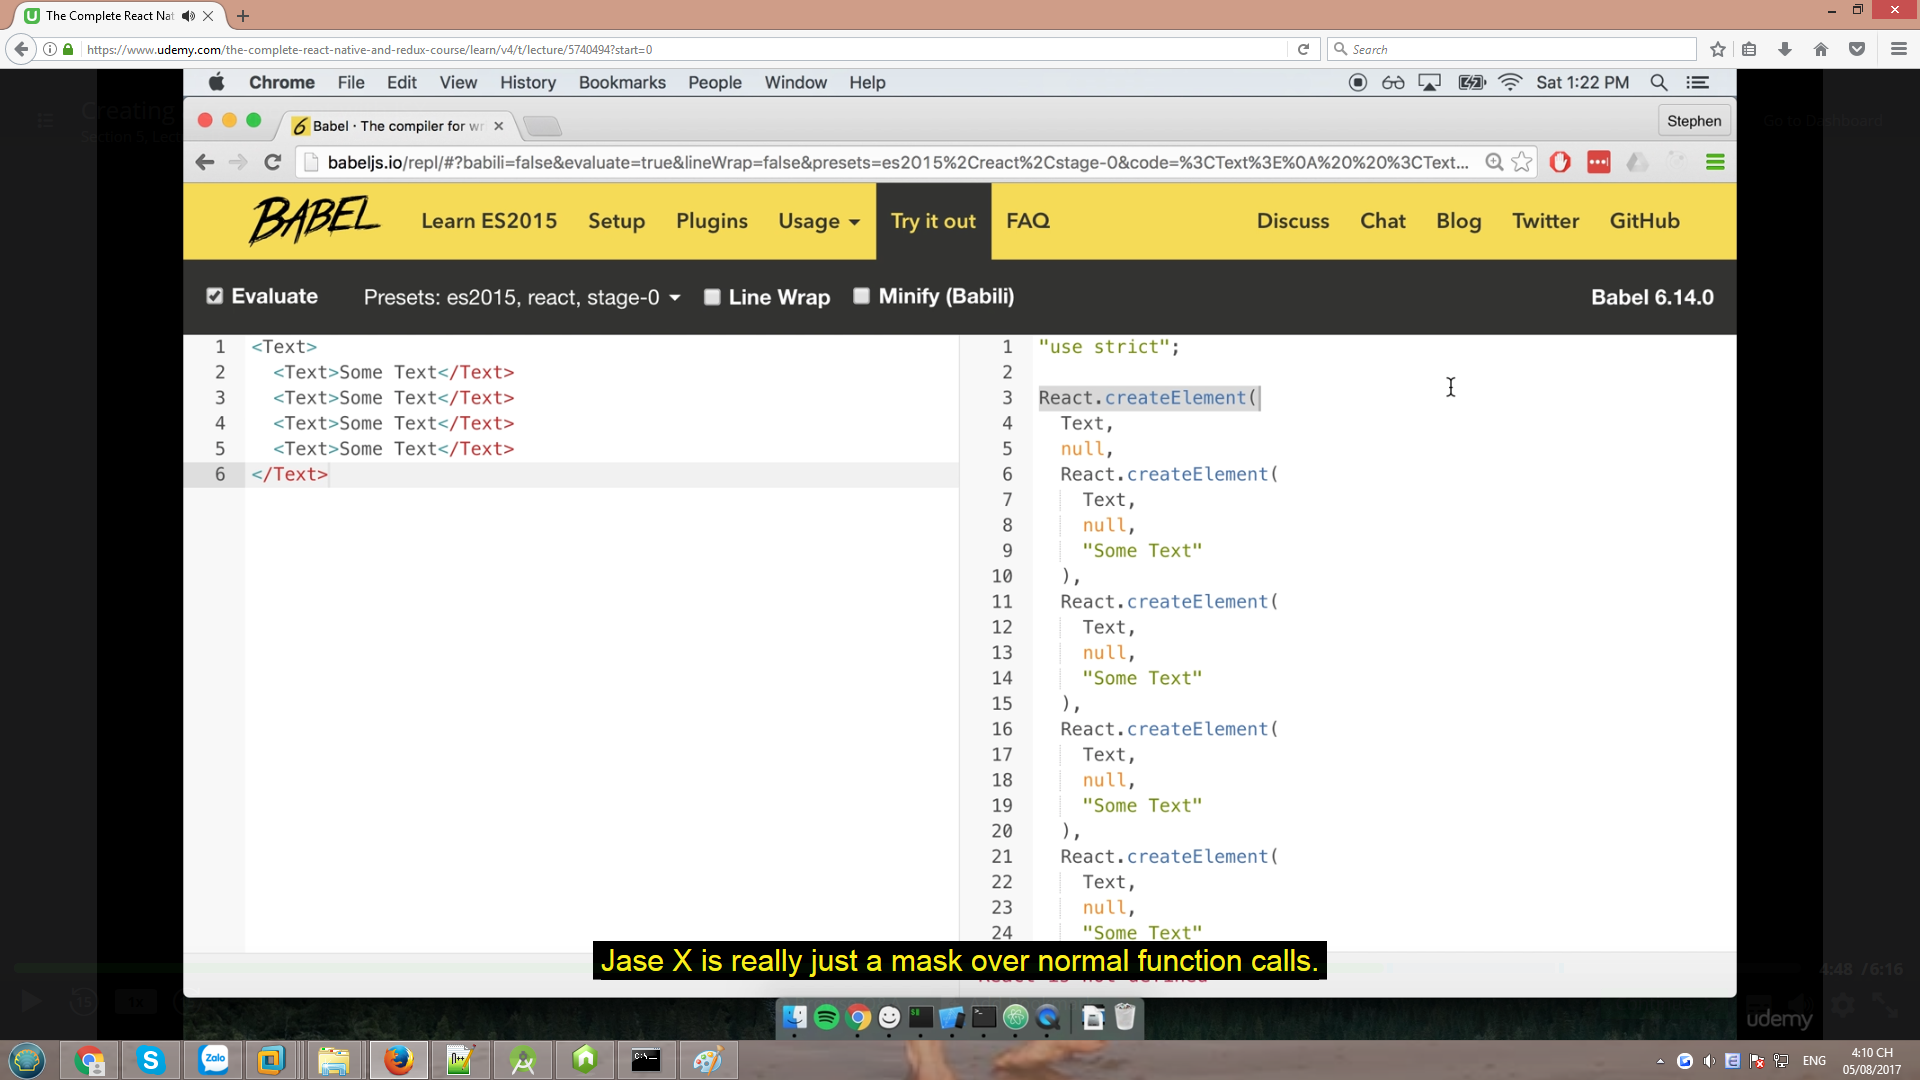 The Complete React Nat
https://www.udemy.com/the-complete-react-native-and-redux-course/learn/v4/t/lecture/5740494?start=0
Search
Chrome File Edit View History Bookmarks People Window Help
Sat 1:22 PM
Creating
Go to Dashboard
Babel · The compiler for wr
Stephen
babeljs.io/repl/#?babili=false&evaluate=true&lineWrap=false&presets=es2015%2Creact%2Cstage-0&code=%3CText%3E%0A%20%20%3CText...
BABEL
Learn ES2015 Setup Plugins Usage Try it out FAQ
Discuss Chat Blog Twitter GitHub
Evaluate Presets: es2015, react, stage-0 Line Wrap Minify (Babili)
Babel 6.14.0
1 <Text>
2 <Text>Some Text</Text>
3 <Text>Some Text</Text>
4 <Text>Some Text</Text>
5 <Text>Some Text</Text>
6 </Text>
1 "use strict";
2
3 React.createElement(
4 Text,
5 null,
6 React.createElement(
7 Text,
8 null,
9 "Some Text"
10 ),
11 React.createElement(
12 Text,
13 null,
14 "Some Text"
15 ),
16 React.createElement(
17 Text,
18 null,
19 "Some Text"
20 ),
21 React.createElement(
22 Text,
23 null,
24 "Some Text"
Jase X is really just a mask over normal function calls.
4:48 / 6:16
15
1x
udemy
Zalo
ENG
4:10 CH
05/08/2017